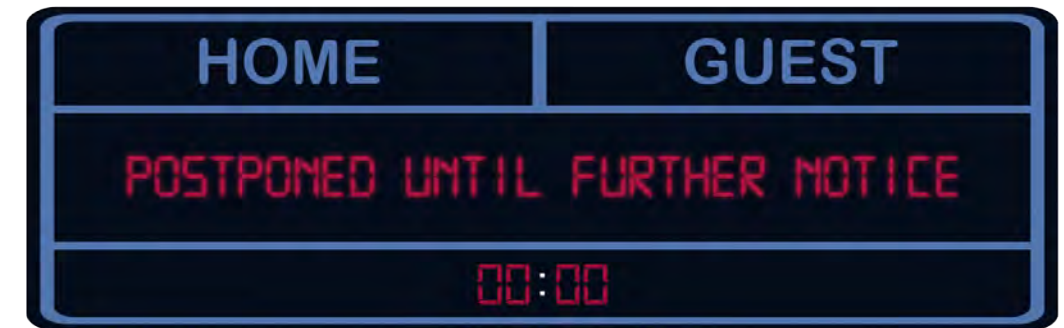 HOME GUEST
POSTPONED UNTIL FURTHER NOTICE
00:00